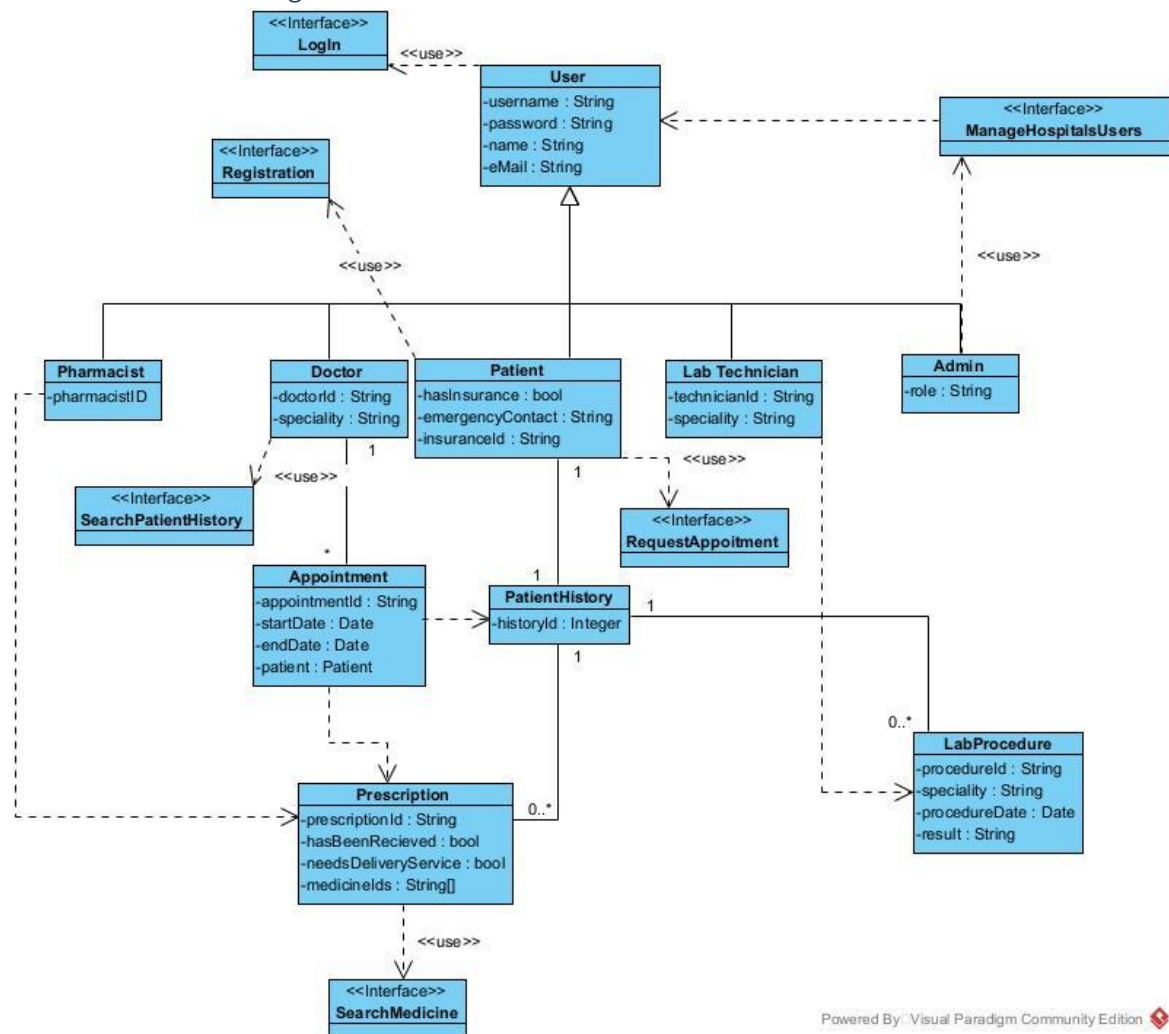 <<Interface>>
LogIn
<<use>>
User
-username : String
-password : String
-name : String
-eMail : String
<<Interface>>
ManageHospitalsUsers
<<Interface>>
Registration
<<use>>
<<use>>
Pharmacist
-pharmacistID
Doctor
-doctorId : String
-speciality : String
Patient
-hasInsurance : bool
-emergencyContact : String
-insuranceId : String
Lab Technician
-technicianId : String
-speciality : String
Admin
-role : String
1
<<use>>
1
<<use>>
<<Interface>>
SearchPatientHistory
<<Interface>>
RequestAppoitment
*
1
Appointment
-appointmentId : String
-startDate : Date
-endDate : Date
-patient : Patient
PatientHistory
-historyId : Integer
1
1
0..*
LabProcedure
-procedureId : String
-speciality : String
-procedureDate : Date
-result : String
Prescription
-prescriptionId : String
-hasBeenRecieved : bool
-needsDeliveryService : bool
-medicineIds : String[]
0..*
<<use>>
<<Interface>>
SearchMedicine
Powered By Visual Paradigm Community Edition